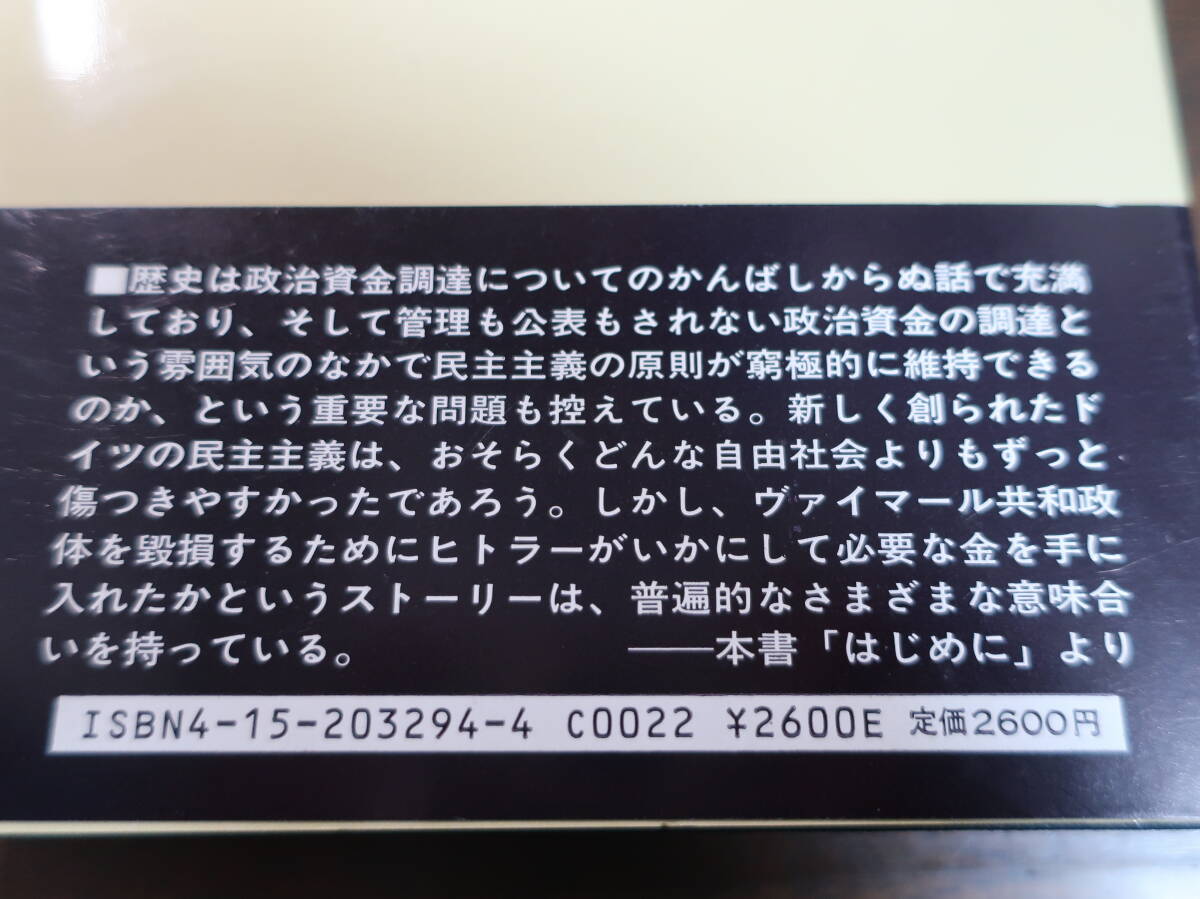 ■歴史は政治資金調達についてのかんばしからぬ話で充満
しており、そして管理も公表もされない政治資金の調達と
いう雰囲気のなかで民主主義の原則が窮極的に維持できる
のか、という重要な問題も控えている。新しく創られたド
イツの民主主義は、おそらくどんな自由社会よりもずっと
傷つきやすかったであろう。しかし、ヴァイマール共和政
体を毀損するためにヒトラーがいかにして必要な金を手に
入れたかというストーリーは、普遍的なさまざまな意味合
いを持っている。 ――本書「はじめに」より
ISBN4-15-203294-4 C0022 ¥2600E 定価2600円